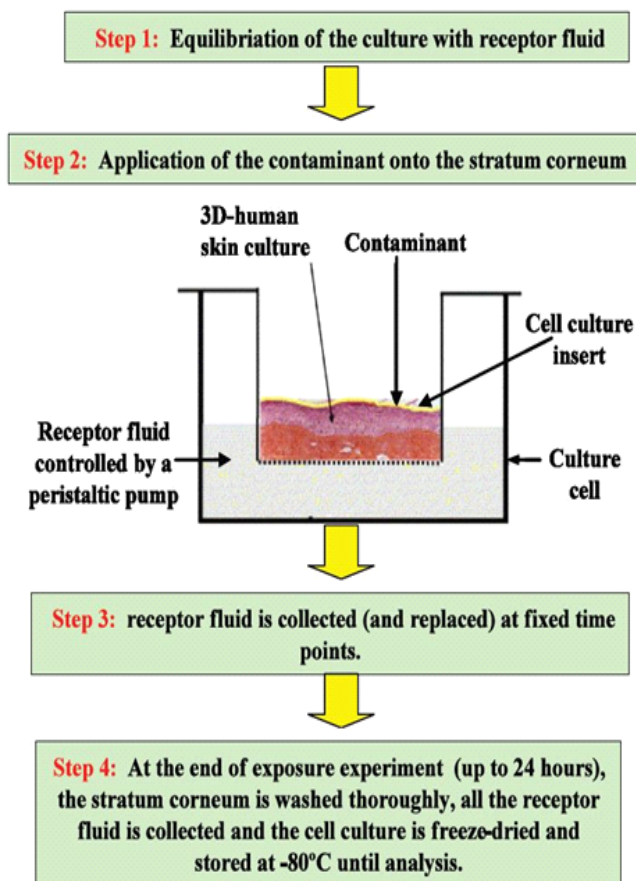 Step 1: Equilibriation of the culture with receptor fluid
Step 2: Application of the contaminant onto the stratum corneum
3D-human
skin culture
Contaminant
Cell culture
insert
Receptor fluid
controlled by a
peristaltic pump
Culture
cell
Step 3: receptor fluid is collected (and replaced) at fixed time
points.
Step 4: At the end of exposure experiment (up to 24 hours),
the stratum corneum is washed thoroughly, all the receptor
fluid is collected and the cell culture is freeze-dried and
stored at -80ºC until analysis.